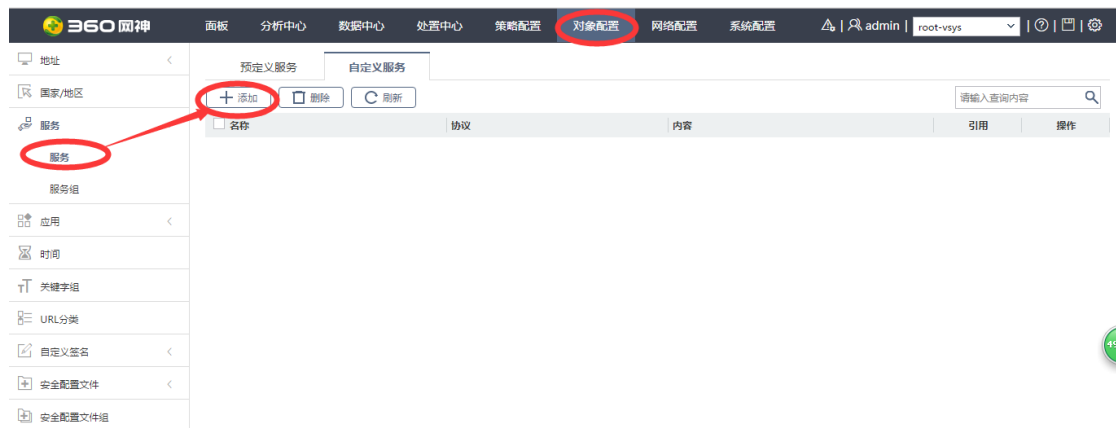 360网神 面板 分析中心 数据中心 处置中心 策略配置 对象配置 网络配置 系统配置 admin root-vsys
地址
国家/地区
服务
服务
服务组
应用
时间
关键字组
URL分类
自定义签名
安全配置文件
安全配置文件组
预定义服务 自定义服务
添加 删除 刷新 请输入查询内容
名称 协议 内容 引用 操作